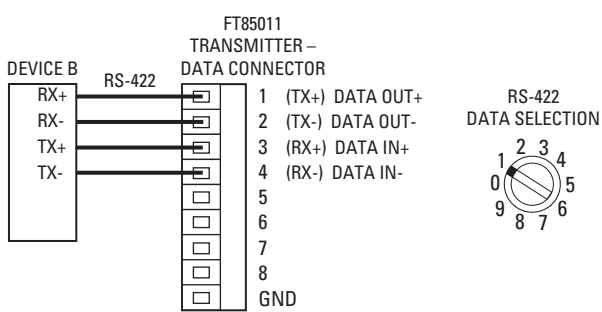 FT85011
TRANSMITTER –
DATA CONNECTOR
DEVICE B
RS-422
RX+
RX-
TX+
TX-
1 (TX+) DATA OUT+
2 (TX-) DATA OUT-
3 (RX+) DATA IN+
4 (RX-) DATA IN-
5
6
7
8
GND
RS-422
DATA SELECTION
0 1 2 3 4 5 6 7 8 9